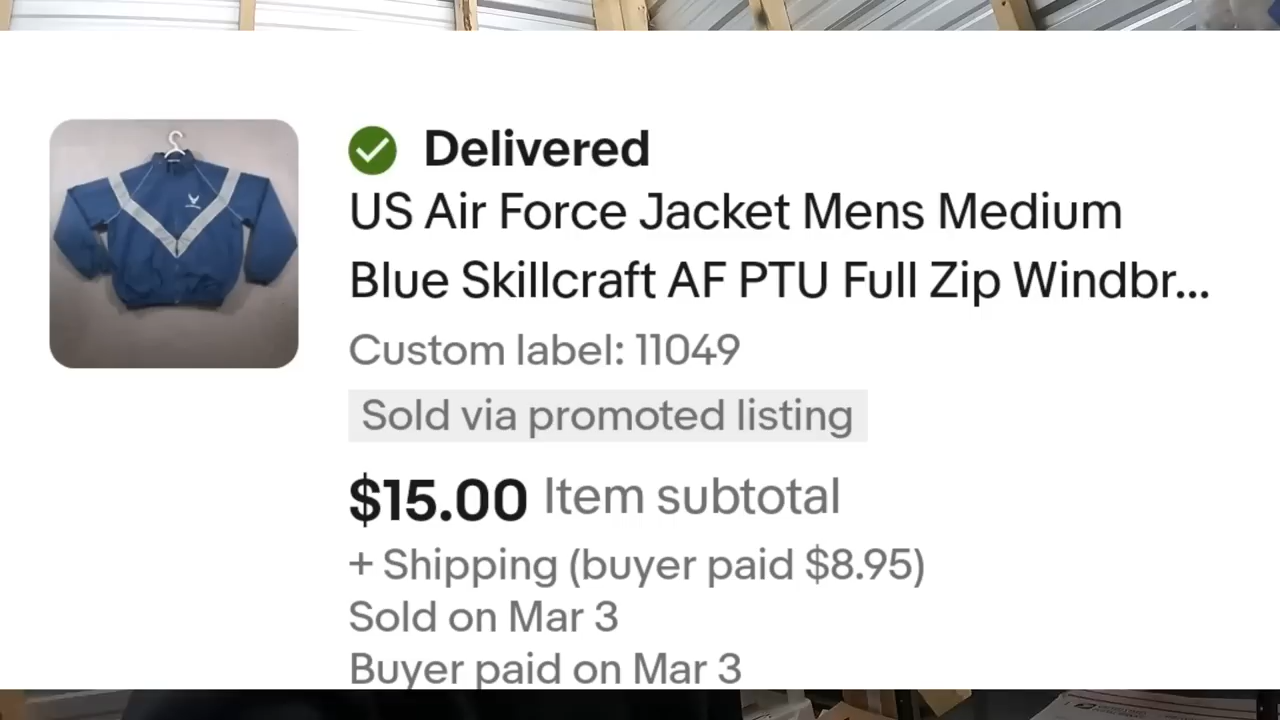 Delivered
US Air Force Jacket Mens Medium
Blue Skillcraft AF PTU Full Zip Windbr...
Custom label: 11049
Sold via promoted listing
$15.00 Item subtotal
+ Shipping (buyer paid $8.95)
Sold on Mar 3
Buyer paid on Mar 3